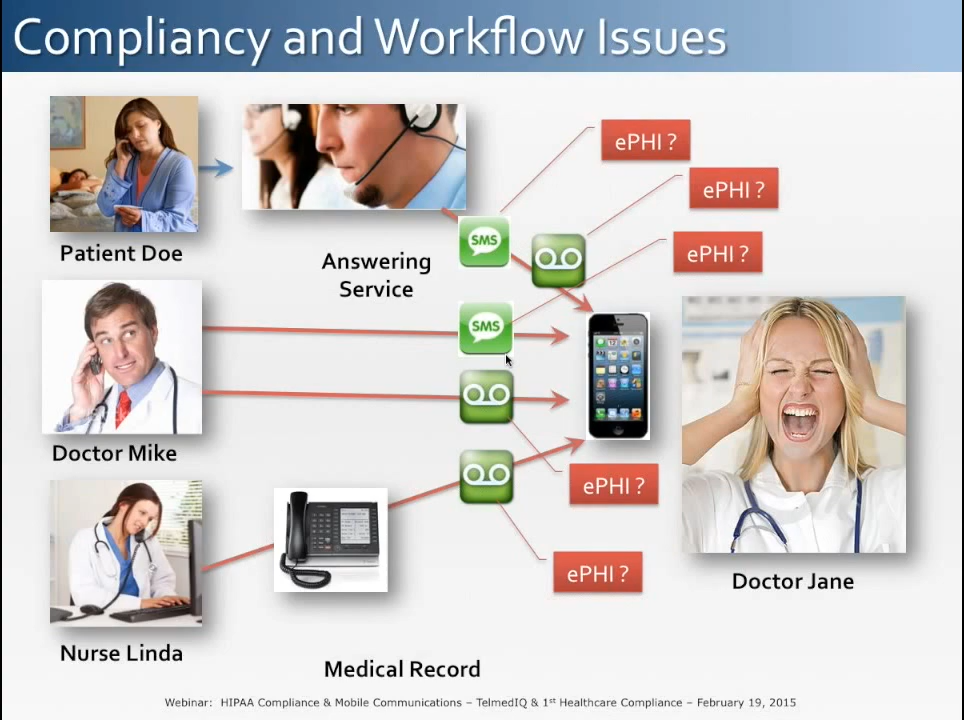 Compliancy and Workflow Issues
ePHI ?
ePHI ?
ePHI ?
SMS
Patient Doe
Answering
Service
SMS
Doctor Mike
ePHI ?
ePHI ?
Doctor Jane
Nurse Linda
Medical Record
Webinar: HIPAA Compliance & Mobile Communications – TelmedIQ & 1st Healthcare Compliance – February 19, 2015